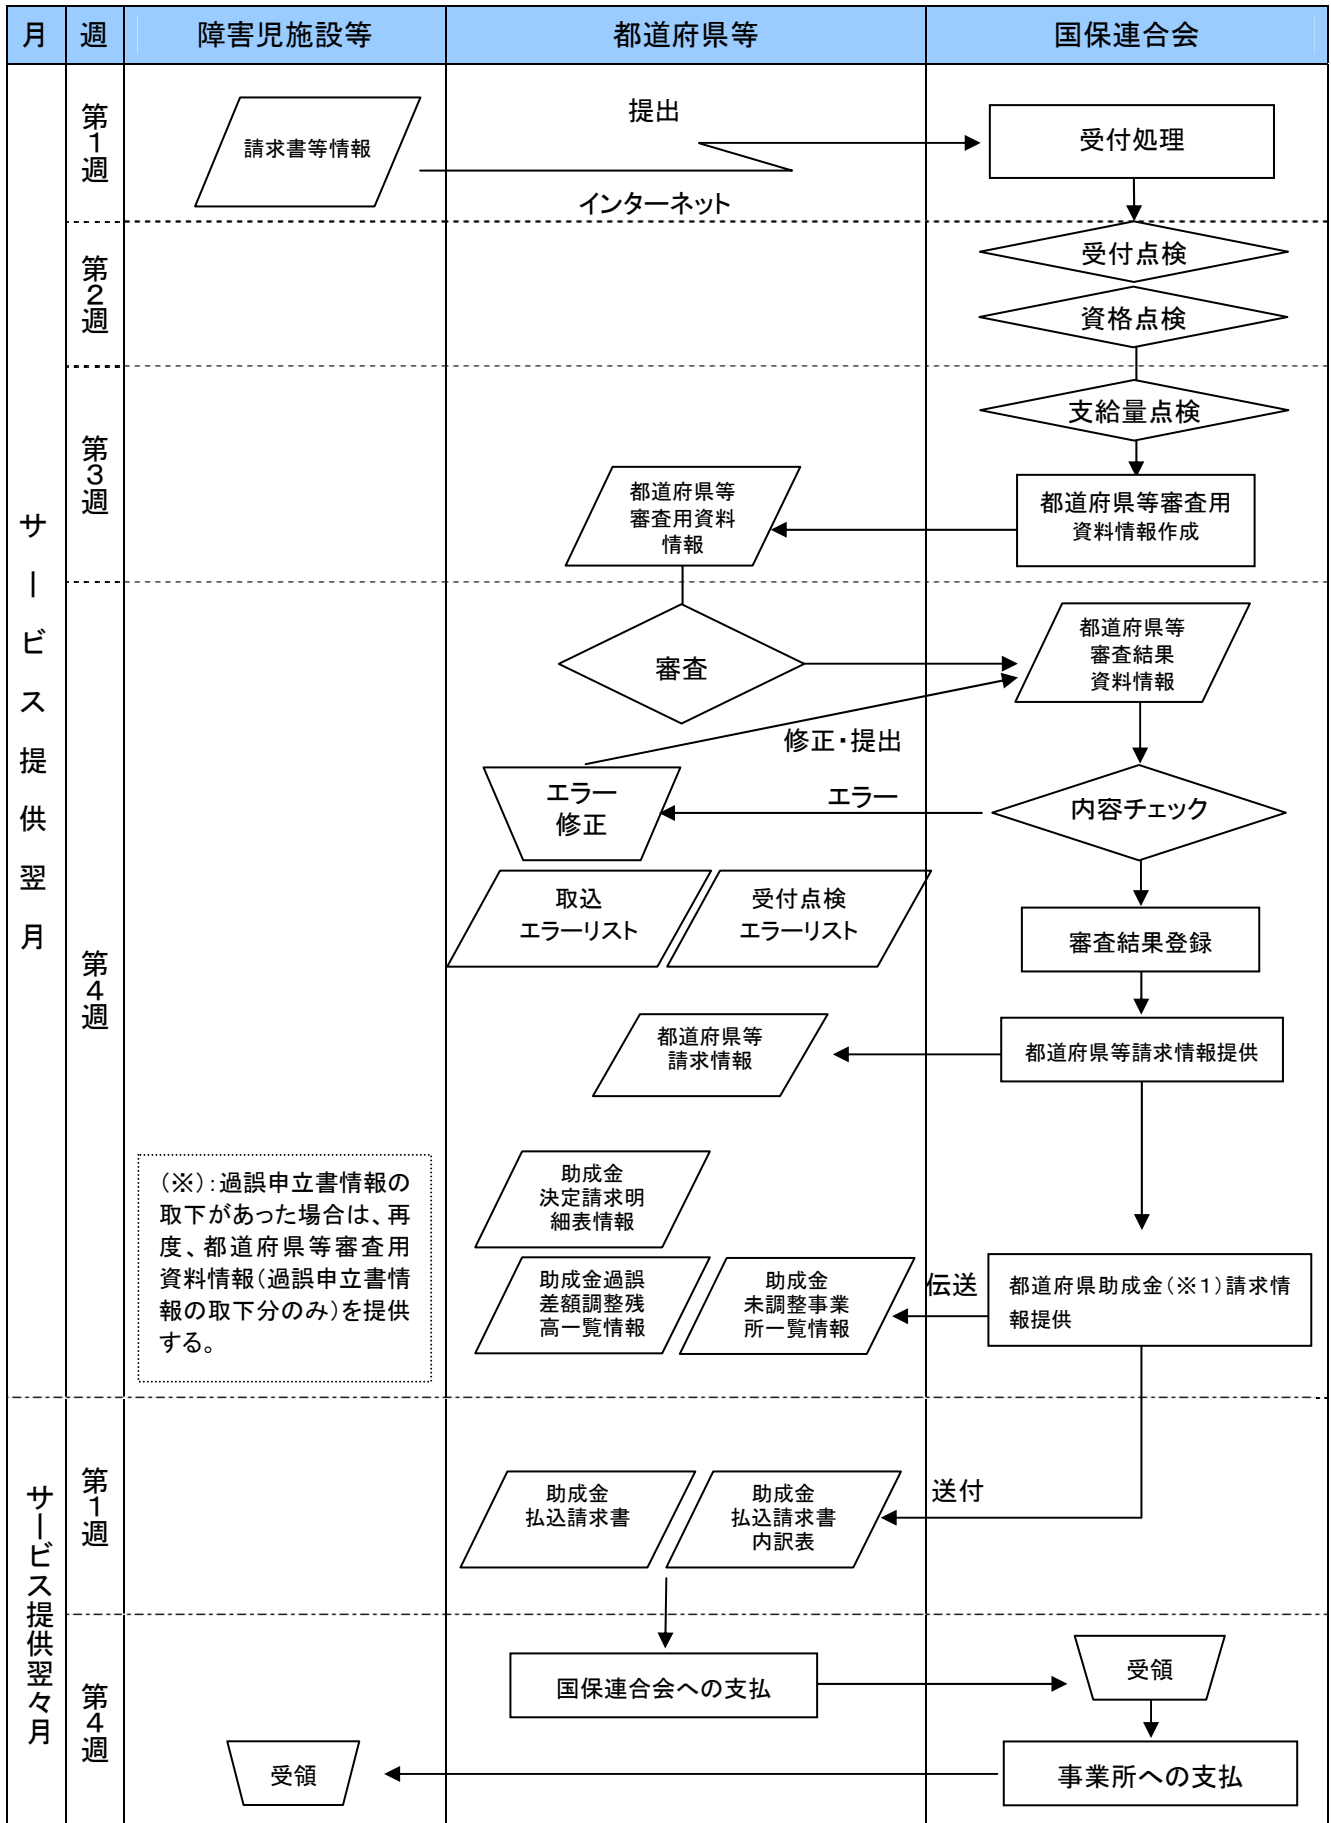 月 週 障害児施設等 都道府県等 国保連合会
サービス提供翌月
第1週
請求書等情報
提出
インターネット
受付処理
第2週
受付点検
資格点検
第3週
支給量点検
都道府県等審査用
資料情報作成
都道府県等
審査用資料
情報
第4週
審査
都道府県等
審査結果
資料情報
修正・提出
エラー
修正
エラー
内容チェック
取込
エラーリスト
受付点検
エラーリスト
審査結果登録
都道府県等
請求情報
都道府県等請求情報提供
(※):過誤申立書情報の
取下があった場合は、再
度、都道府県等審査用
資料情報(過誤申立書情
報の取下分のみ)を提供
する。
助成金
決定請求明
細表情報
助成金過誤
差額調整残
高一覧情報
助成金
未調整事業
所一覧情報
伝送
都道府県助成金(※1)請求情
報提供
サービス提供翌々月
第1週
助成金
払込請求書
助成金
払込請求書
内訳表
送付
第4週
国保連合会への支払
受領
受領
事業所への支払